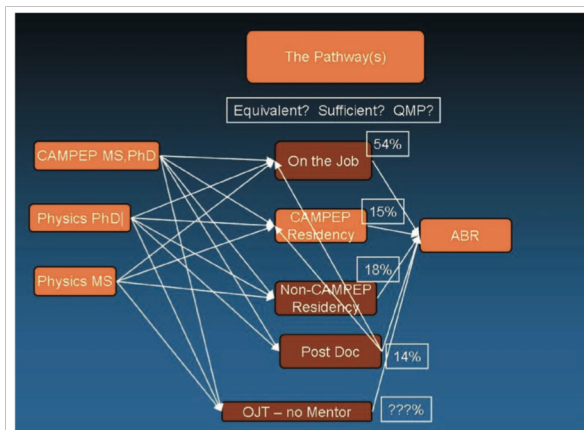 The Pathway(s)
Equivalent? Sufficient? QMP?
54%
CAMPEP MS,PhD
On the Job
Physics PhD
CAMPEP
Residency
15%
ABR
Physics MS
18%
Non-CAMPEP
Residency
Post Doc
14%
OJT – no Mentor
???%